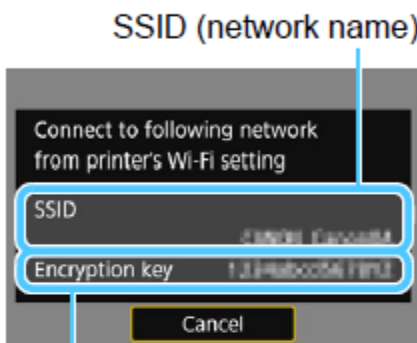 SSID (network name)
Connect to following network
from printer's Wi-Fi setting
SSID
Encryption key
Cancel